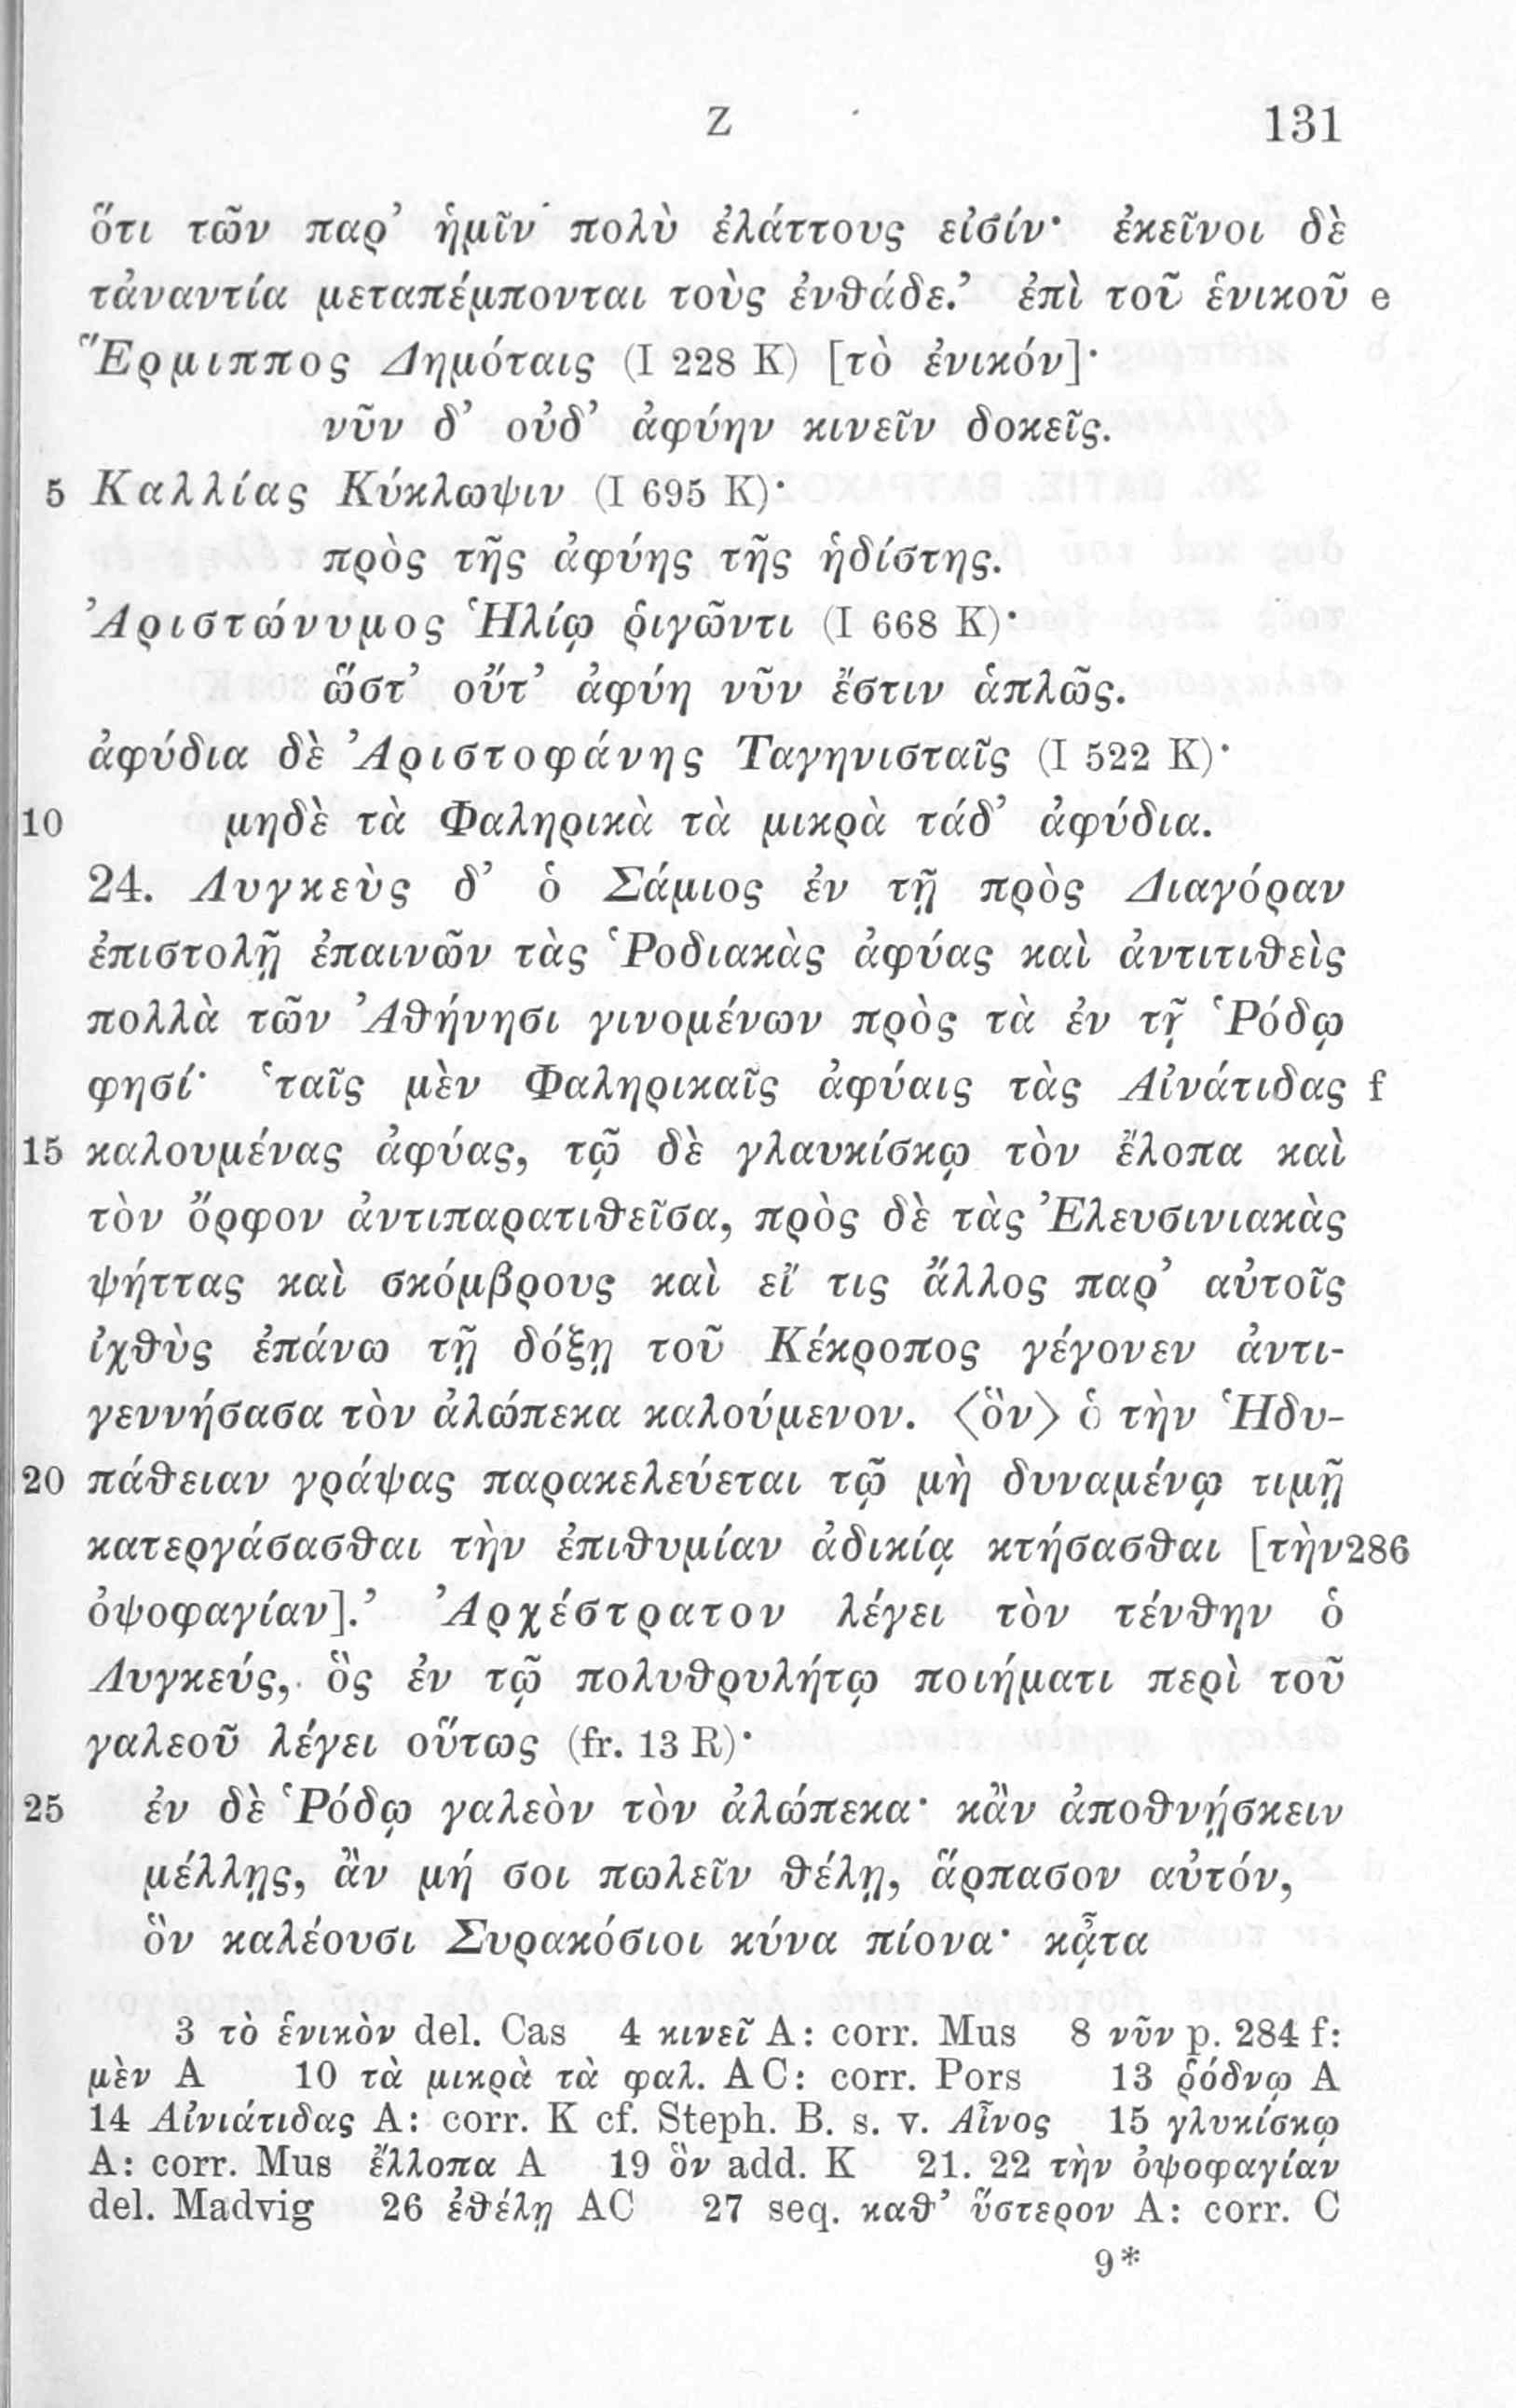 Z 131
ὅτι τῶν παρ’ ἡμῖν πολὺ ἐλάττους εἰσίν· ἐκεῖνοι δὲ
τἀναντία μεταπέμπονται τοὺς ἐνθάδε.’ ἐπὶ τοῦ ἑνικοῦ e
Ἕρμιππος Δημόταις (I 228 K) [τὸ ἑνικόν]·
νῦν δ’ οὐδ’ ἀφύην κινεῖν δοκεῖς.
5 Καλλίας Κύκλωψιν (I 695 K)·
πρὸς τῆς ἀφύης τῆς ἡδίστης.
Ἀριστώνυμος Ἡλίῳ ῥιγῶντι (I 668 K)·
ὥστ’ οὔτ’ ἀφύη νῦν ἔστιν ἁπλῶς.
ἀφύδια δὲ Ἀριστοφάνης Ταγηνισταῖς (I 522 K)·
10 μηδὲ τὰ Φαληρικὰ τὰ μικρὰ τάδ’ ἀφύδια.
24. Λυγκεὺς δ’ ὁ Σάμιος ἐν τῇ πρὸς Διαγόραν
ἐπιστολῇ ἐπαινῶν τὰς Ῥοδιακὰς ἀφύας καὶ ἀντιτιθεὶς
πολλὰ τῶν Ἀθήνησι γινομένων πρὸς τὰ ἐν τῇ Ῥόδῳ
φησί· ‘ταῖς μὲν Φαληρικαῖς ἀφύαις τὰς Αἰνάτιδας f
15 καλουμένας ἀφύας, τῷ δὲ γλαυκίσκῳ τὸν ἔλοπα καὶ
τὸν ὄρφον ἀντιπαρατιθεῖσα, πρὸς δὲ τὰς Ἐλευσινιακὰς
ψήττας καὶ σκόμβρους καὶ εἴ τις ἄλλος παρ’ αὐτοῖς
ἰχθὺς ἐπάνω τῇ δόξῃ τοῦ Κέκροπος γέγονεν ἀντι-
γεννήσασα τὸν ἀλώπεκα καλούμενον. 〈ὃν〉 ὁ τὴν Ἡδυ-
20 πάθειαν γράψας παρακελεύεται τῷ μὴ δυναμένῳ τιμῇ
κατεργάσασθαι τὴν ἐπιθυμίαν ἀδικίᾳ κτήσασθαι [τὴν 286
ὀψοφαγίαν].’ Ἀρχέστρατον λέγει τὸν τένθην ὁ
Λυγκεύς, ὃς ἐν τῷ πολυθρυλήτῳ ποιήματι περὶ τοῦ
γαλεοῦ λέγει οὕτως (fr. 13 R)·
25 ἐν δὲ Ῥόδῳ γαλεὸν τὸν ἀλώπεκα· κἂν ἀποθνῄσκειν
μέλλῃς, ἂν μή σοι πωλεῖν θέλῃ, ἅρπασον αὐτόν,
ὃν καλέουσι Συρακόσιοι κύνα πίονα· κᾆτα
3 τὸ ἑνικὸν del. Cas 4 κινεῖ A: corr. Mus 8 νῦν p. 284 f:
μὲν A 10 τὰ μικρὰ τὰ φαλ. AC: corr. Pors 13 ῥόδνῳ A
14 Αἰνιάτιδας A: corr. K cf. Steph. B. s. v. Αἶνος 15 γλυκίσκῳ
A: corr. Mus ἔλλοπα A 19 ὃν add. K 21. 22 τὴν ὀψοφαγίαν
del. Madvig 26 ἐθέλῃ AC 27 seq. καθ’ ὕστερον A: corr. C
9*